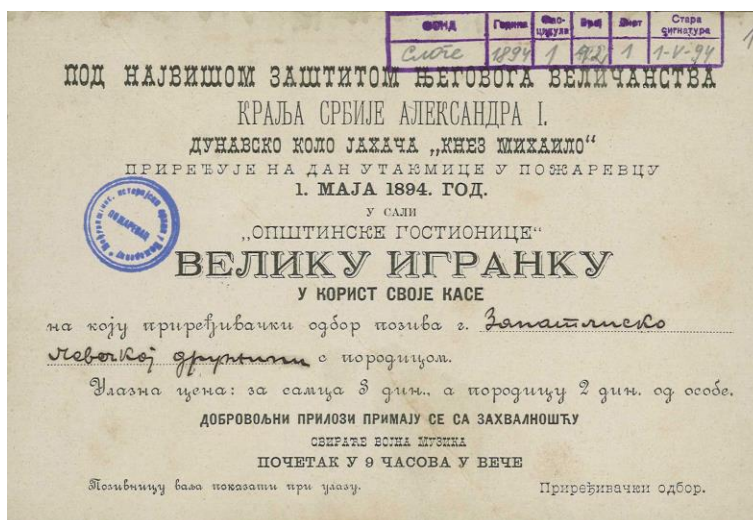 ФОНД Година Фас-цикула Број Лист Стара сигнатура
1894 1 42 1 1-V-94
1
ПОД НАЈВИШОМ ЗАШТИТОМ ЊЕГОВОГА ВЕЛИЧАНСТВА
КРАЉА СРБИЈЕ АЛЕКСАНДРА I.
ДУНАВСКО КОЛО ЈАХАЧА „КНЕЗ МИХАИЛО“
ПРИРЕЂУЈЕ НА ДАН УТАКМИЦЕ У ПОЖАРЕВЦУ
1. МАЈА 1894. ГОД.
У САЛИ
„ОПШТИНСКЕ ГОСТИОНИЦЕ“
ВЕЛИКУ ИГРАНКУ
У КОРИСТ СВОЈЕ КАСЕ
на коју приређивачки одбор позива г. Занатлиско
певачкој дружини с породицом.
Улазна цена: за самца 3 дин., а породицу 2 дин. од особе.
ДОБРОВОЉНИ ПРИЛОЗИ ПРИМАЈУ СЕ СА ЗАХВАЛНОШЋУ
СВИРАЋЕ ВОЈНА МУЗИКА
ПОЧЕТАК У 9 ЧАСОВА У ВЕЧЕ
Позивницу ваља показати при улазу. Приређивачки одбор.
ПОЖАРЕВАЦ